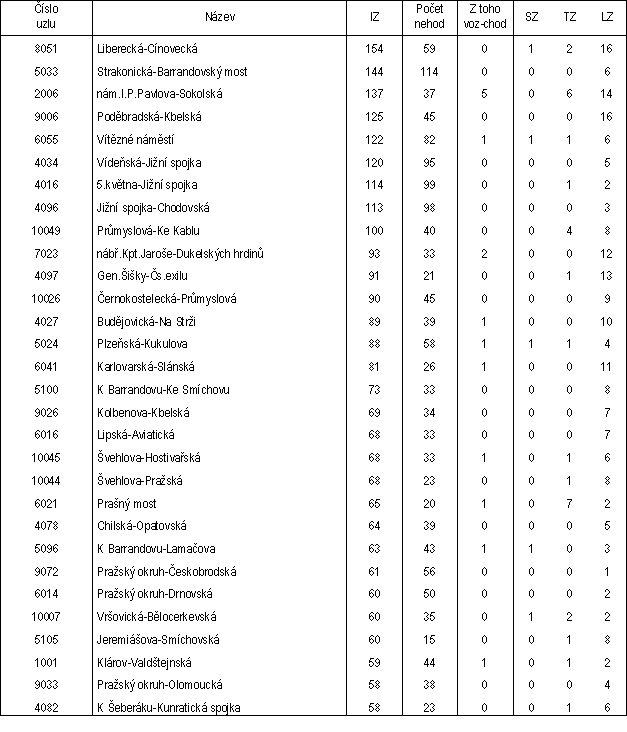 Číslo uzlu Název IZ Počet nehod Z toho voz-chod SZ TZ LZ
8051 Liberecká-Cínovecká 154 59 0 1 2 16
5033 Strakonická-Barrandovský most 144 114 0 0 0 6
2006 nám.I.P.Pavlova-Sokolská 137 37 5 0 6 14
9006 Poděbradská-Kbelská 125 45 0 0 0 16
6055 Vítězné náměstí 122 82 1 1 1 6
4034 Vídeňská-Jižní spojka 120 95 0 0 0 5
4016 5.května-Jižní spojka 114 99 0 0 1 2
4096 Jižní spojka-Chodovská 113 98 0 0 0 3
10049 Průmyslová-Ke Kablu 100 40 0 0 4 8
7023 nábř.Kpt.Jaroše-Dukelských hrdinů 93 33 2 0 0 12
4097 Gen.Šišky-Čs.exilu 91 21 0 0 1 13
10026 Černokostelecká-Průmyslová 90 45 0 0 0 9
4027 Budějovická-Na Strži 89 39 1 0 0 10
5024 Plzeňská-Kukulova 88 58 1 1 1 4
6041 Karlovarská-Slánská 81 26 1 0 0 11
5100 K Barrandovu-Ke Smíchovu 73 33 0 0 0 8
9026 Kolbenova-Kbelská 69 34 0 0 0 7
6016 Lipská-Aviatická 68 33 0 0 0 7
10045 Švehlova-Hostivařská 68 33 1 0 1 6
10044 Švehlova-Pražská 68 23 0 0 1 8
6021 Prašný most 65 20 1 0 7 2
4078 Chilská-Opatovská 64 39 0 0 0 5
5096 K Barrandovu-Lamačova 63 43 1 1 0 3
9072 Pražský okruh-Českobrodská 61 56 0 0 0 1
6014 Pražský okruh-Drnovská 60 50 0 0 0 2
10007 Vršovická-Bělocerkevská 60 35 0 1 2 2
5105 Jeremiášova-Smíchovská 60 15 0 0 1 8
1001 Klárov-Valdštejnská 59 44 1 0 1 2
9033 Pražský okruh-Olomoucká 58 38 0 0 0 4
4082 K Šeberáku-Kunratická spojka 58 23 0 0 1 6